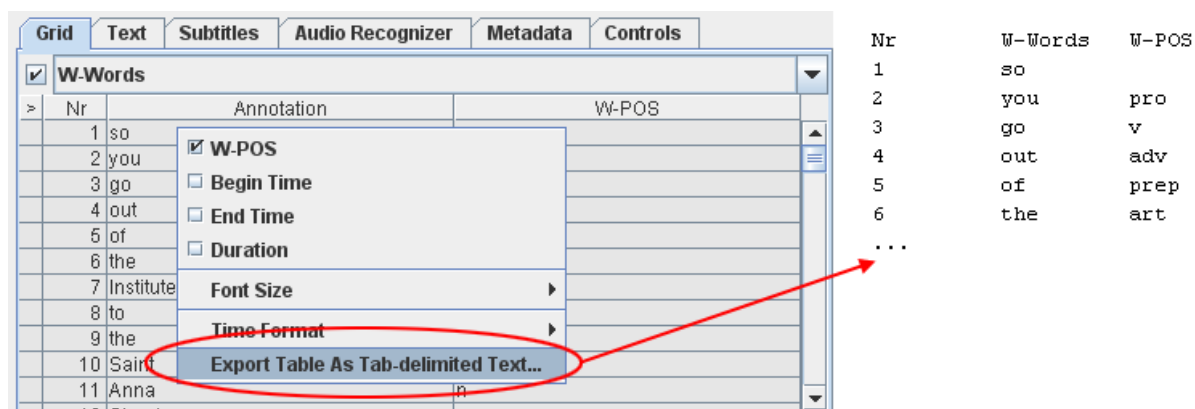 Grid Text Subtitles Audio Recognizer Metadata Controls
W-Words
> Nr Annotation W-POS
1 so
2 you
3 go
4 out
5 of
6 the
7 Institute
8 to
9 the
10 Saint
11 Anna n
W-POS
Begin Time
End Time
Duration
Font Size
Time Format
Export Table As Tab-delimited Text...
Nr W-Words W-POS
1 so
2 you pro
3 go v
4 out adv
5 of prep
6 the art
...